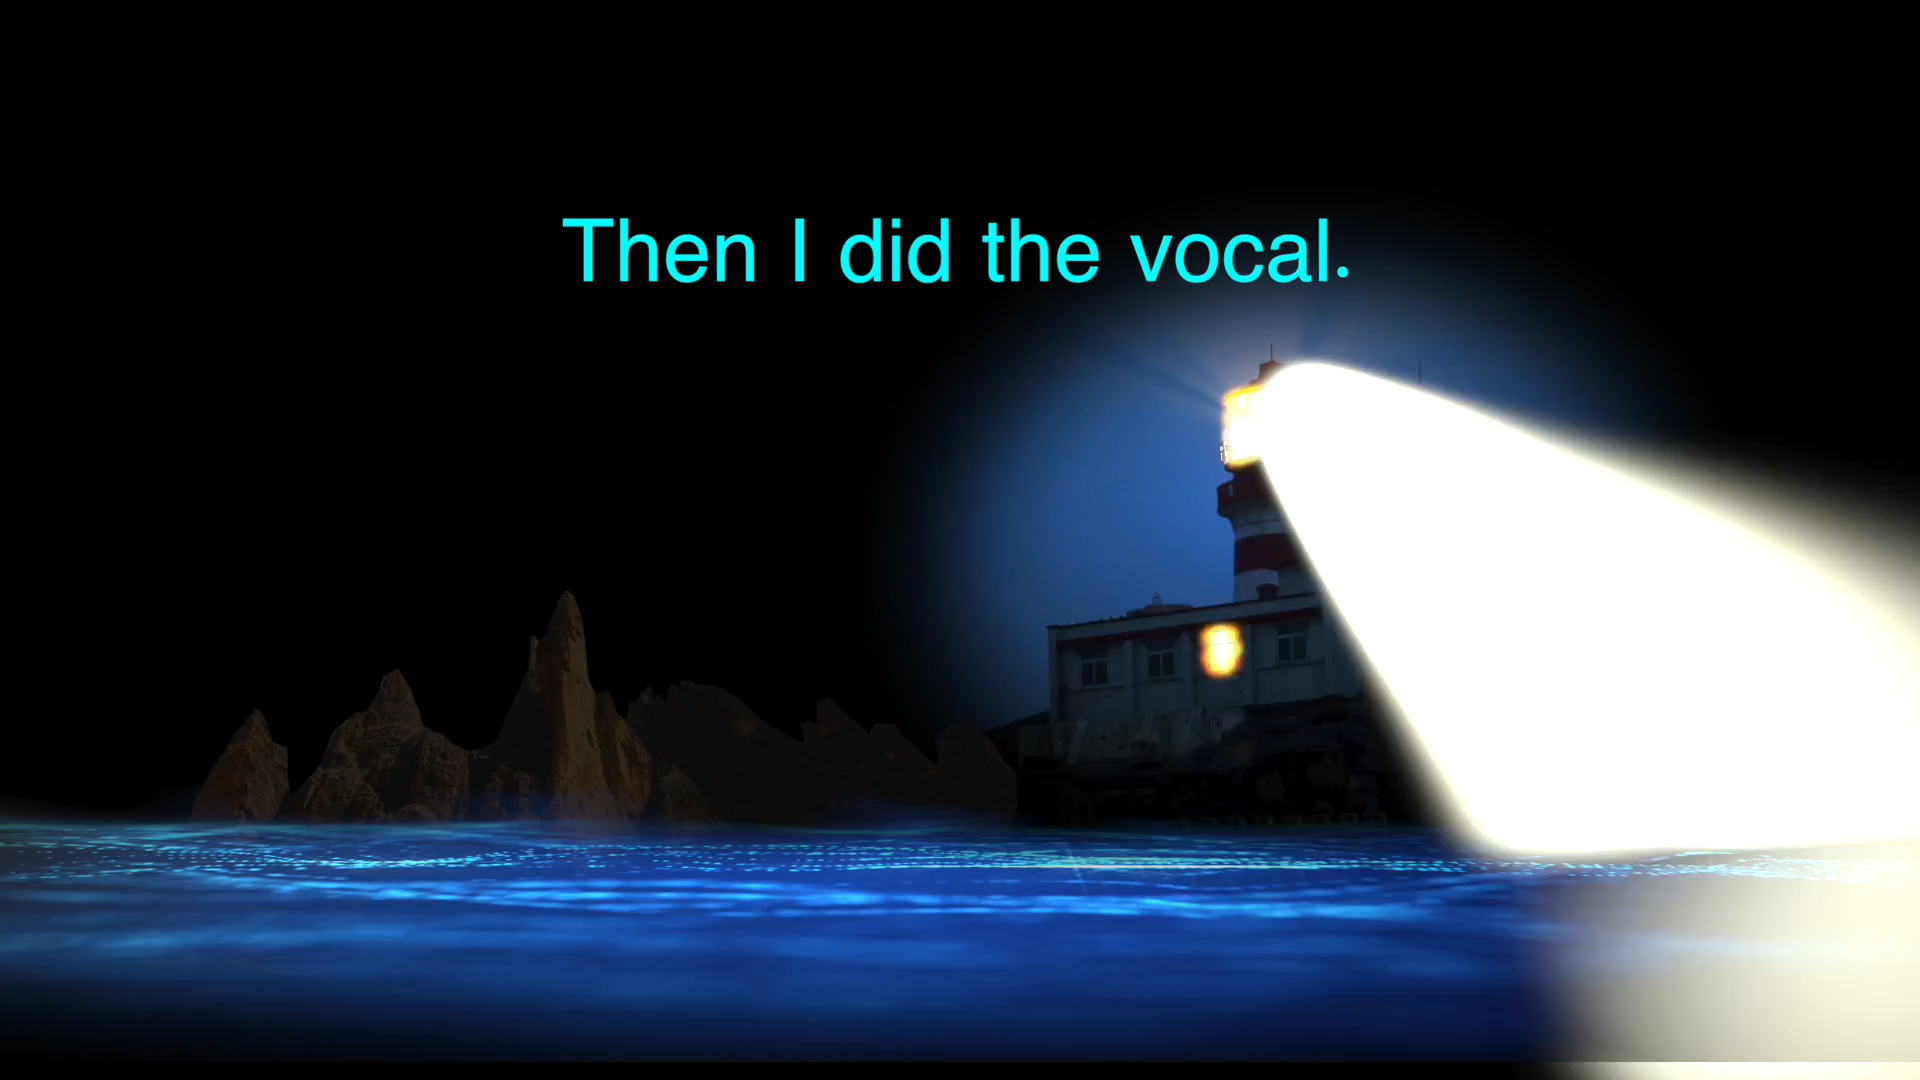 Then I did the vocal.